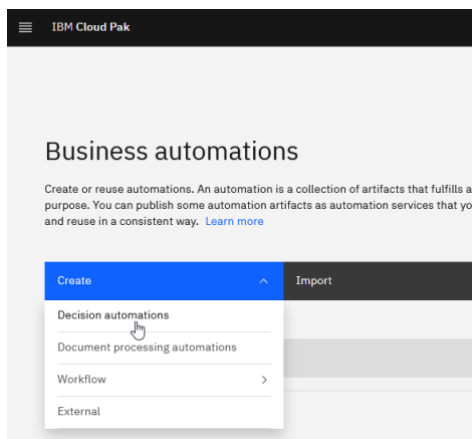 IBM Cloud Pak
Business automations
Create or reuse automations. An automation is a collection of artifacts that fulfills a
purpose. You can publish some automation artifacts as automation services that yo
and reuse in a consistent way. Learn more
Create
Import
Decision automations
Document processing automations
Workflow
External